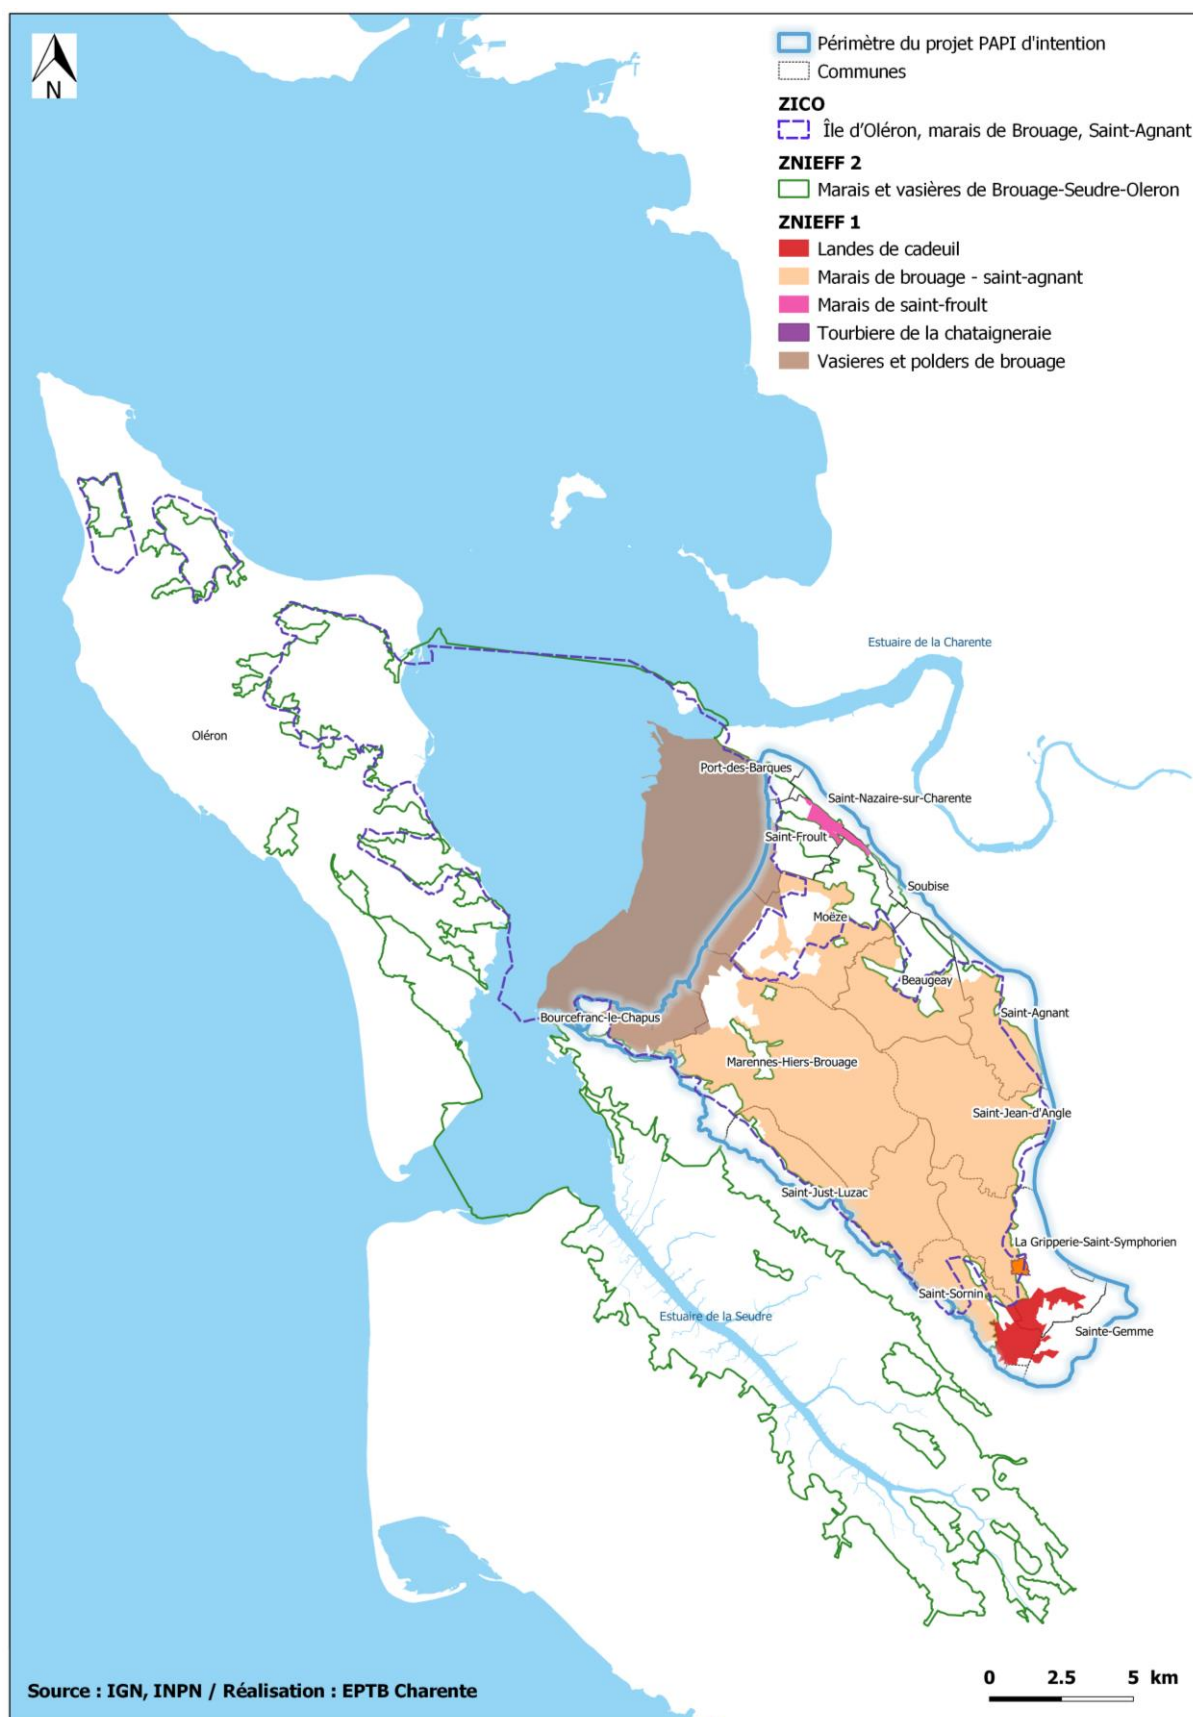 N
Périmètre du projet PAPI d'intention
Communes
ZICO
Île d'Oléron, marais de Brouage, Saint-Agnant
ZNIEFF 2
Marais et vasières de Brouage-Seudre-Oleron
ZNIEFF 1
Landes de cadeuil
Marais de brouage - saint-agnant
Marais de saint-froult
Tourbiere de la chataigneraie
Vasieres et polders de brouage
Estuaire de la Charente
Oléron
Port-des-Barques
Saint-Nazaire-sur-Charente
Saint-Froult
Soubise
Moëze
Beaugeay
Saint-Agnant
Bourcefranc-le-Chapus
Marennes-Hiers-Brouage
Saint-Jean-d'Angle
Saint-Just-Luzac
La Gripperie-Saint-Symphorien
Saint-Sornin
Estuaire de la Seudre
Sainte-Gemme
0 2.5 5 km
Source : IGN, INPN / Réalisation : EPTB Charente